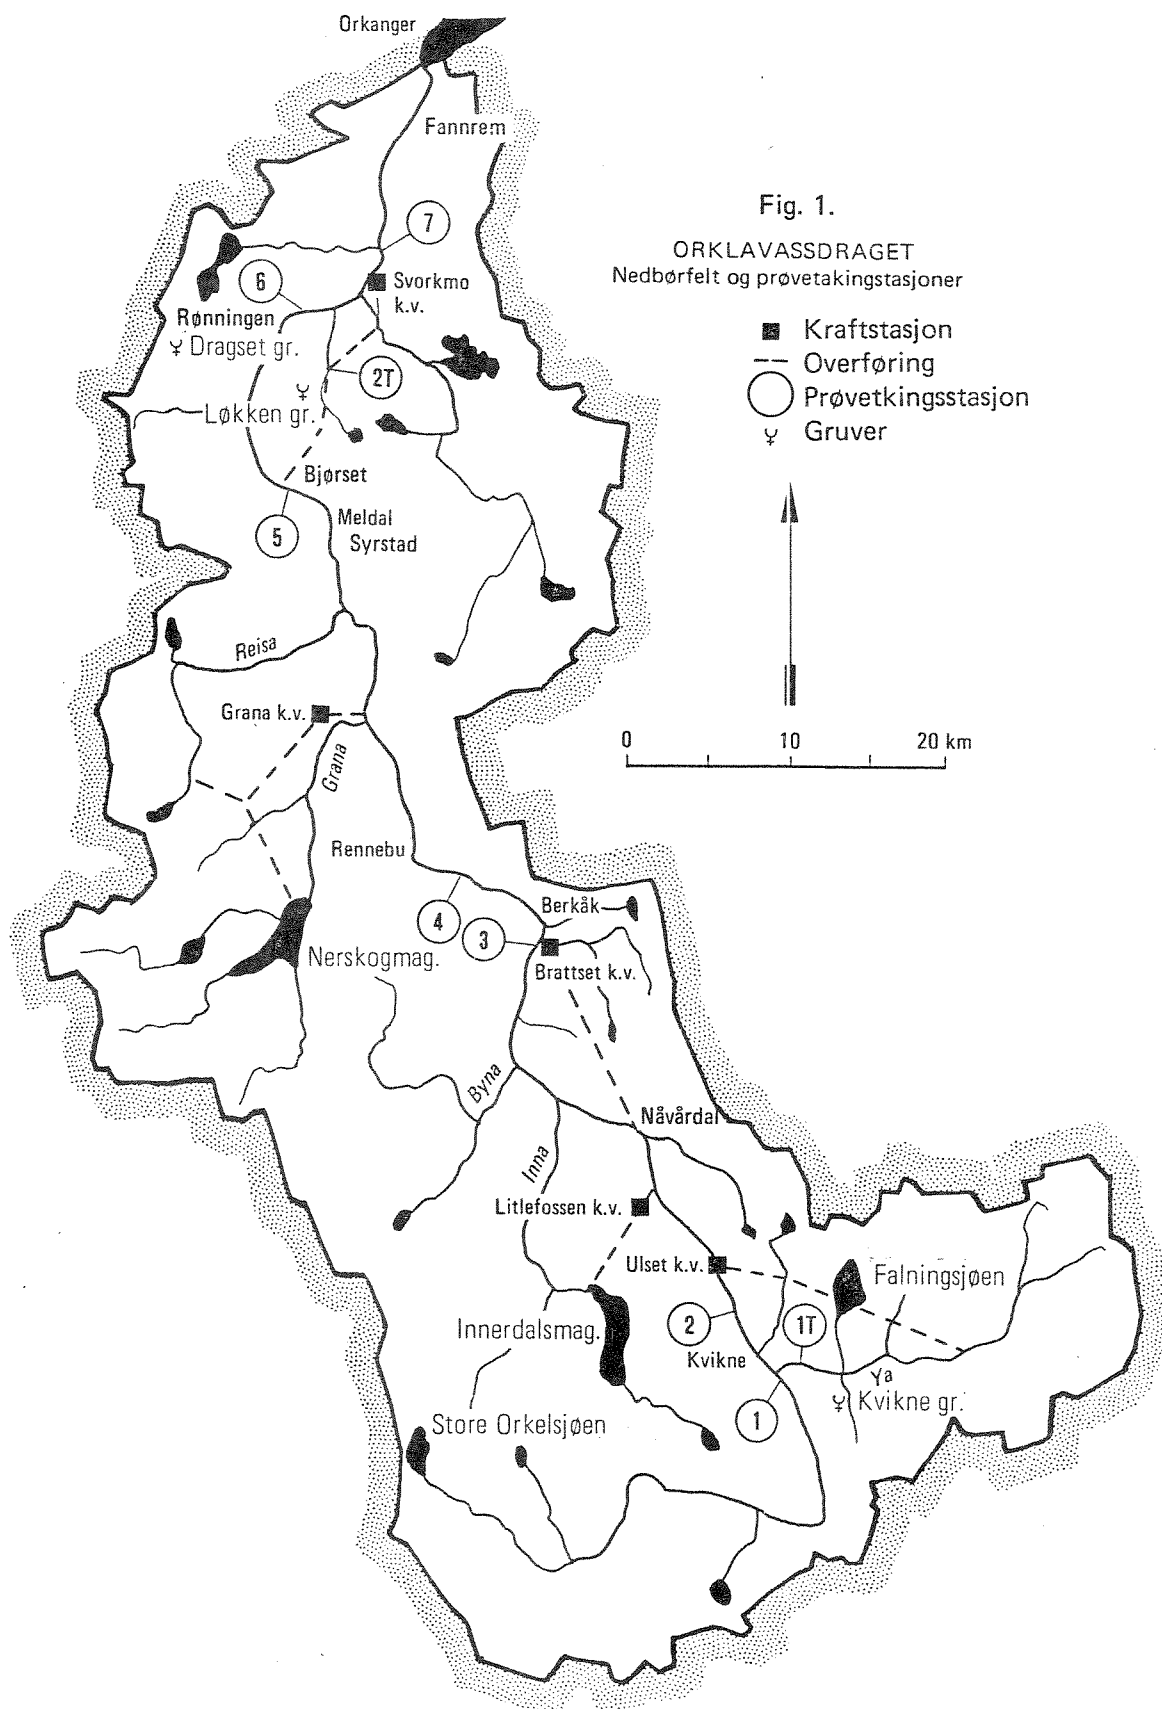 Orkanger
Fannrem
Fig. 1.
ORKLAVASSDRAGET
Nedbørfelt og prøvetakingstasjoner
Kraftstasjon
Overføring
Prøvetkingsstasjon
Gruver
7
6
Svorkmo
k.v.
Rønningen
Dragset gr.
2T
Løkken gr.
Bjørset
5
Meldal
Syrstad
Reisa
Grana k.v.
0 10 20 km
Grana
Rennebu
4
3
Berkåk
Brattset k.v.
Nerskogmag.
Byna
Nåvårdal
Inna
Litlefossen k.v.
Ulset k.v.
Falningsjøen
Innerdalsmag.
2
1T
Kvikne
Ya
Kvikne gr.
1
Store Orkelsjøen